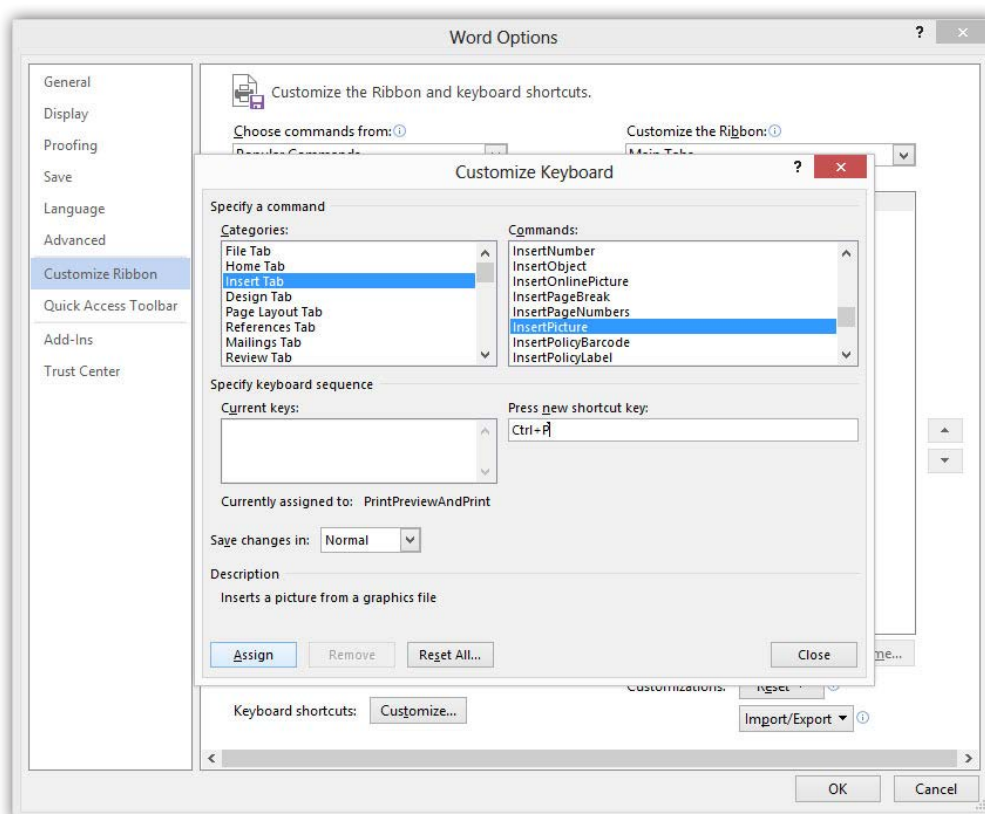 Word Options
?
General
Display
Proofing
Save
Language
Advanced
Customize Ribbon
Quick Access Toolbar
Add-Ins
Trust Center
Customize the Ribbon and keyboard shortcuts.
Choose commands from:
Customize the Ribbon:
Popular Commands
Main Tabs
Customize Keyboard
?
Specify a command
Categories:
File Tab
Home Tab
Insert Tab
Design Tab
Page Layout Tab
References Tab
Mailings Tab
Review Tab
Commands:
InsertNumber
InsertObject
InsertOnlinePicture
InsertPageBreak
InsertPageNumbers
InsertPicture
InsertPolicyBarcode
InsertPolicyLabel
Specify keyboard sequence
Current keys:
Press new shortcut key:
Ctrl+P
Currently assigned to: PrintPreviewAndPrint
Save changes in: Normal
Description
Inserts a picture from a graphics file
Assign
Remove
Reset All...
Close
me...
Customizations:
Reset
Keyboard shortcuts: Customize...
Import/Export
OK
Cancel